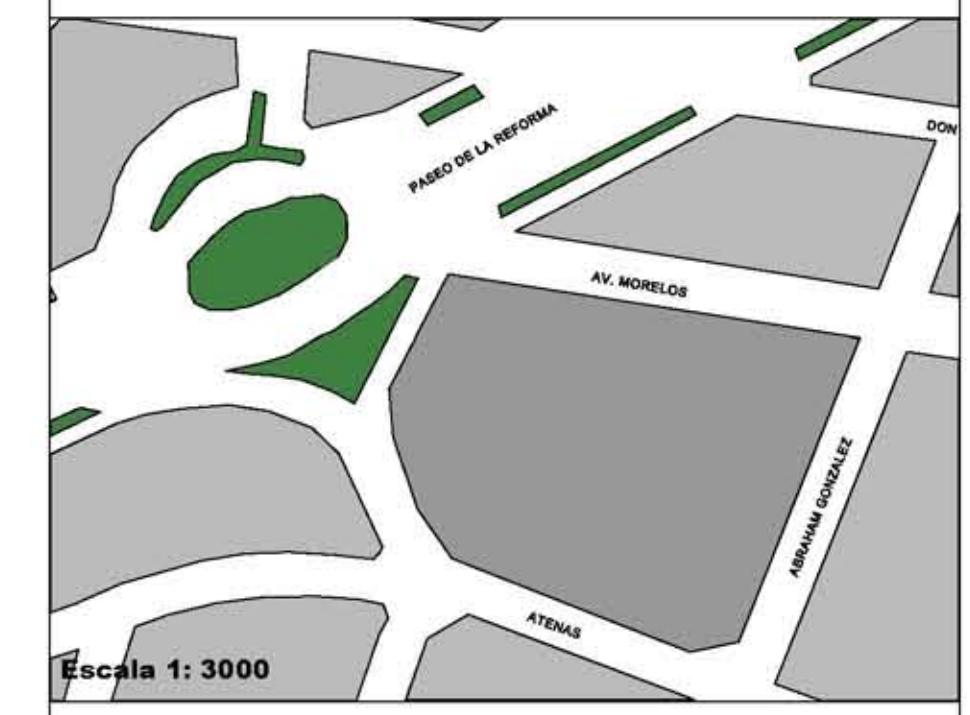 DON
PASEO DE LA REFORMA
AV. MORELOS
ABRAHAM GONZALEZ
ATENAS
Escala 1: 3000